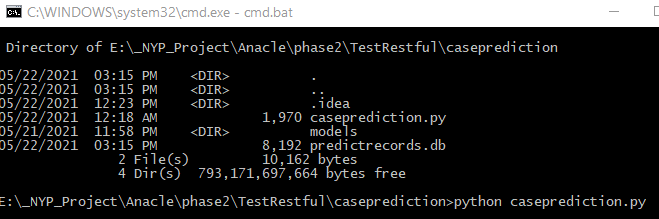 C:\WINDOWS\system32\cmd.exe - cmd.bat
Directory of E:\_NYP_Project\Anacle\phase2\TestRestful\caseprediction
05/22/2021 03:15 PM <DIR> .
05/22/2021 03:15 PM <DIR> ..
05/22/2021 12:23 PM <DIR> .idea
05/22/2021 12:18 AM 1,970 caseprediction.py
05/21/2021 11:58 PM <DIR> models
05/22/2021 03:15 PM 8,192 predictrecords.db
2 File(s) 10,162 bytes
4 Dir(s) 793,171,697,664 bytes free
E:\_NYP_Project\Anacle\phase2\TestRestful\caseprediction>python caseprediction.py